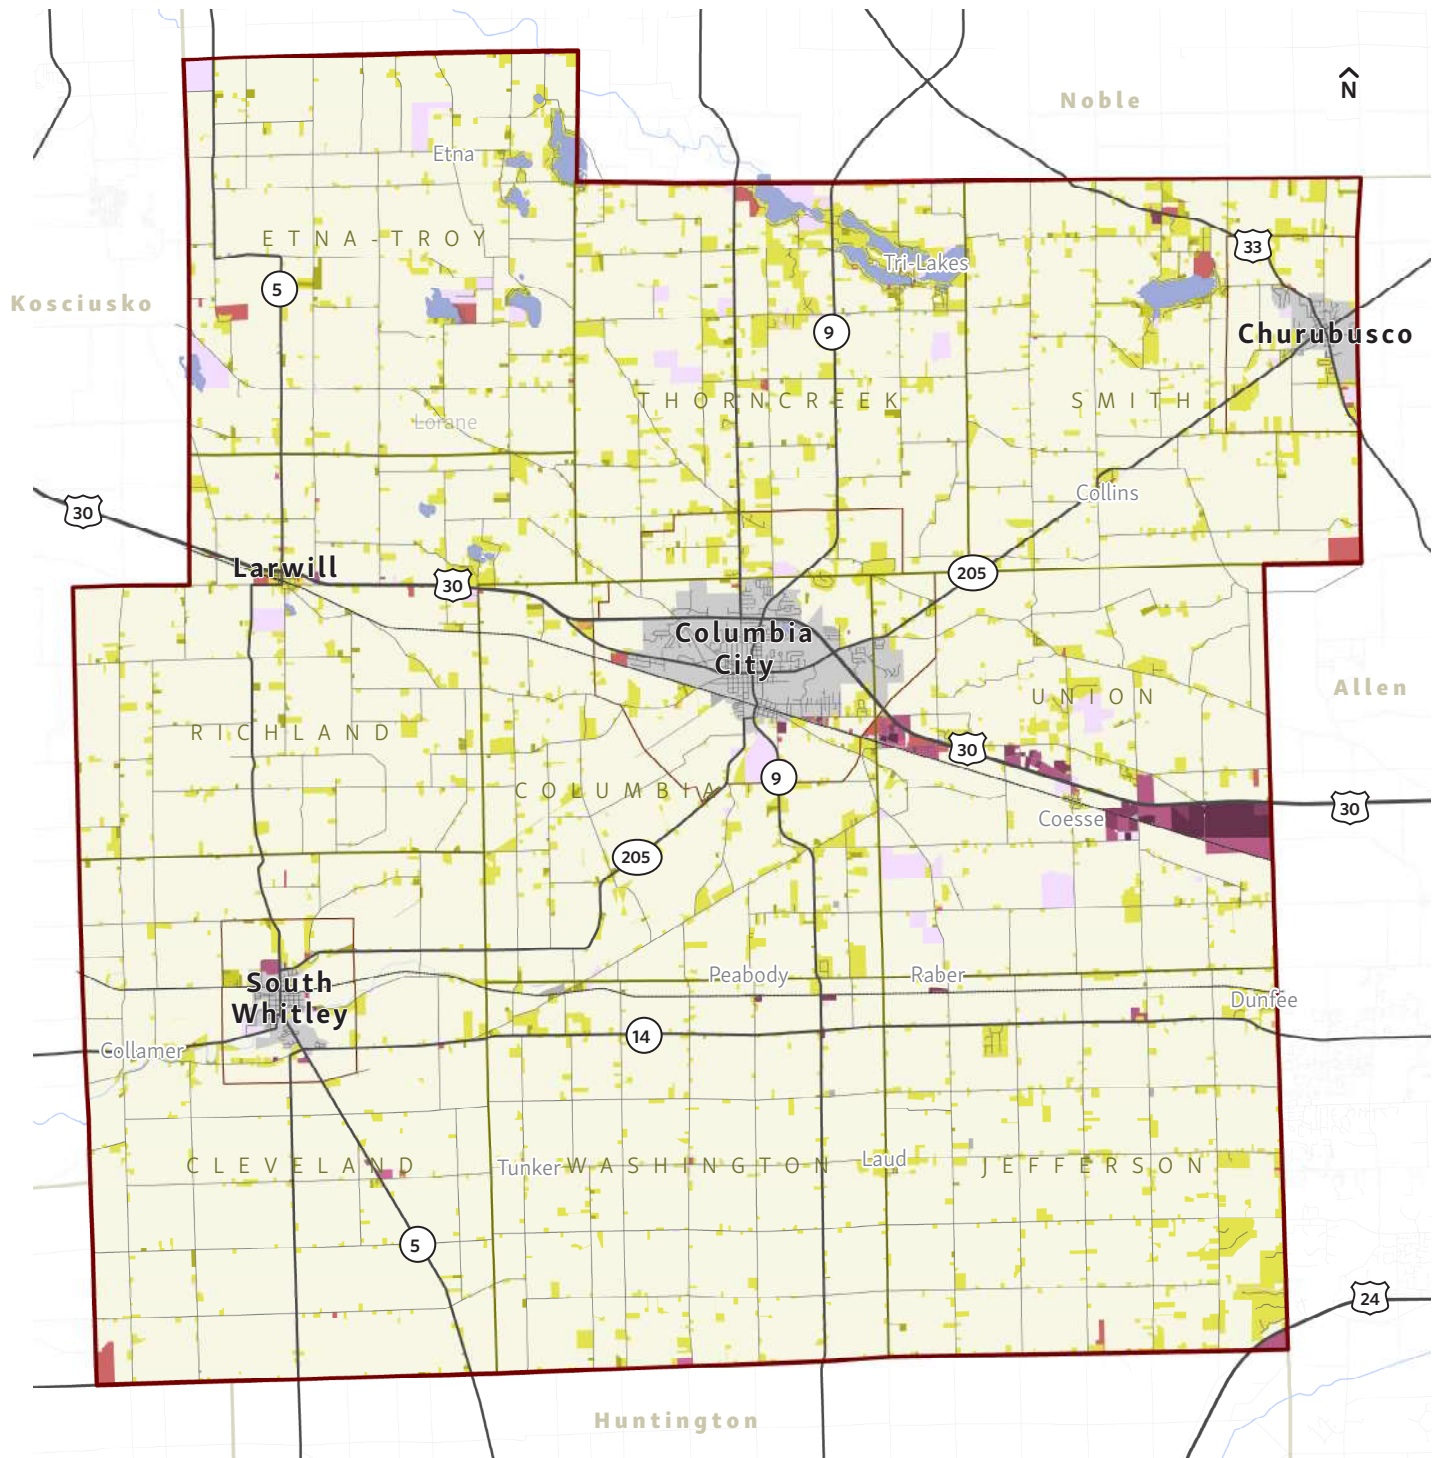 N
Noble
Etna
ETNA-TROY
33
Tri-Lakes
5
Kosciusko
9
Churubusco
THORNCREEK
SMITH
Lorane
Collins
30
Larwill
30
205
Columbia
City
Allen
UNION
RICHLAND
30
9
COLUMBIA
30
Coesse
205
Peabody
Raber
South
Whitley
Dunfee
14
Collamer
CLEVELAND
Tunker
WASHINGTON
Laud
JEFFERSON
5
24
Huntington